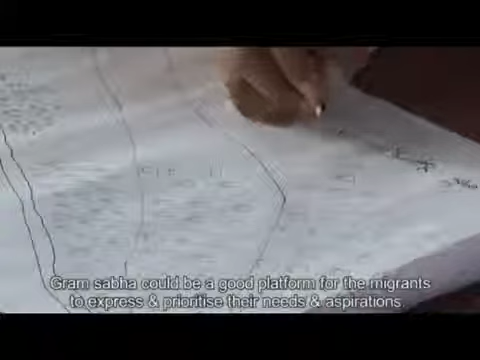 Gram sabha could be a good platform for the migrants
to express & prioritise their needs & aspirations.